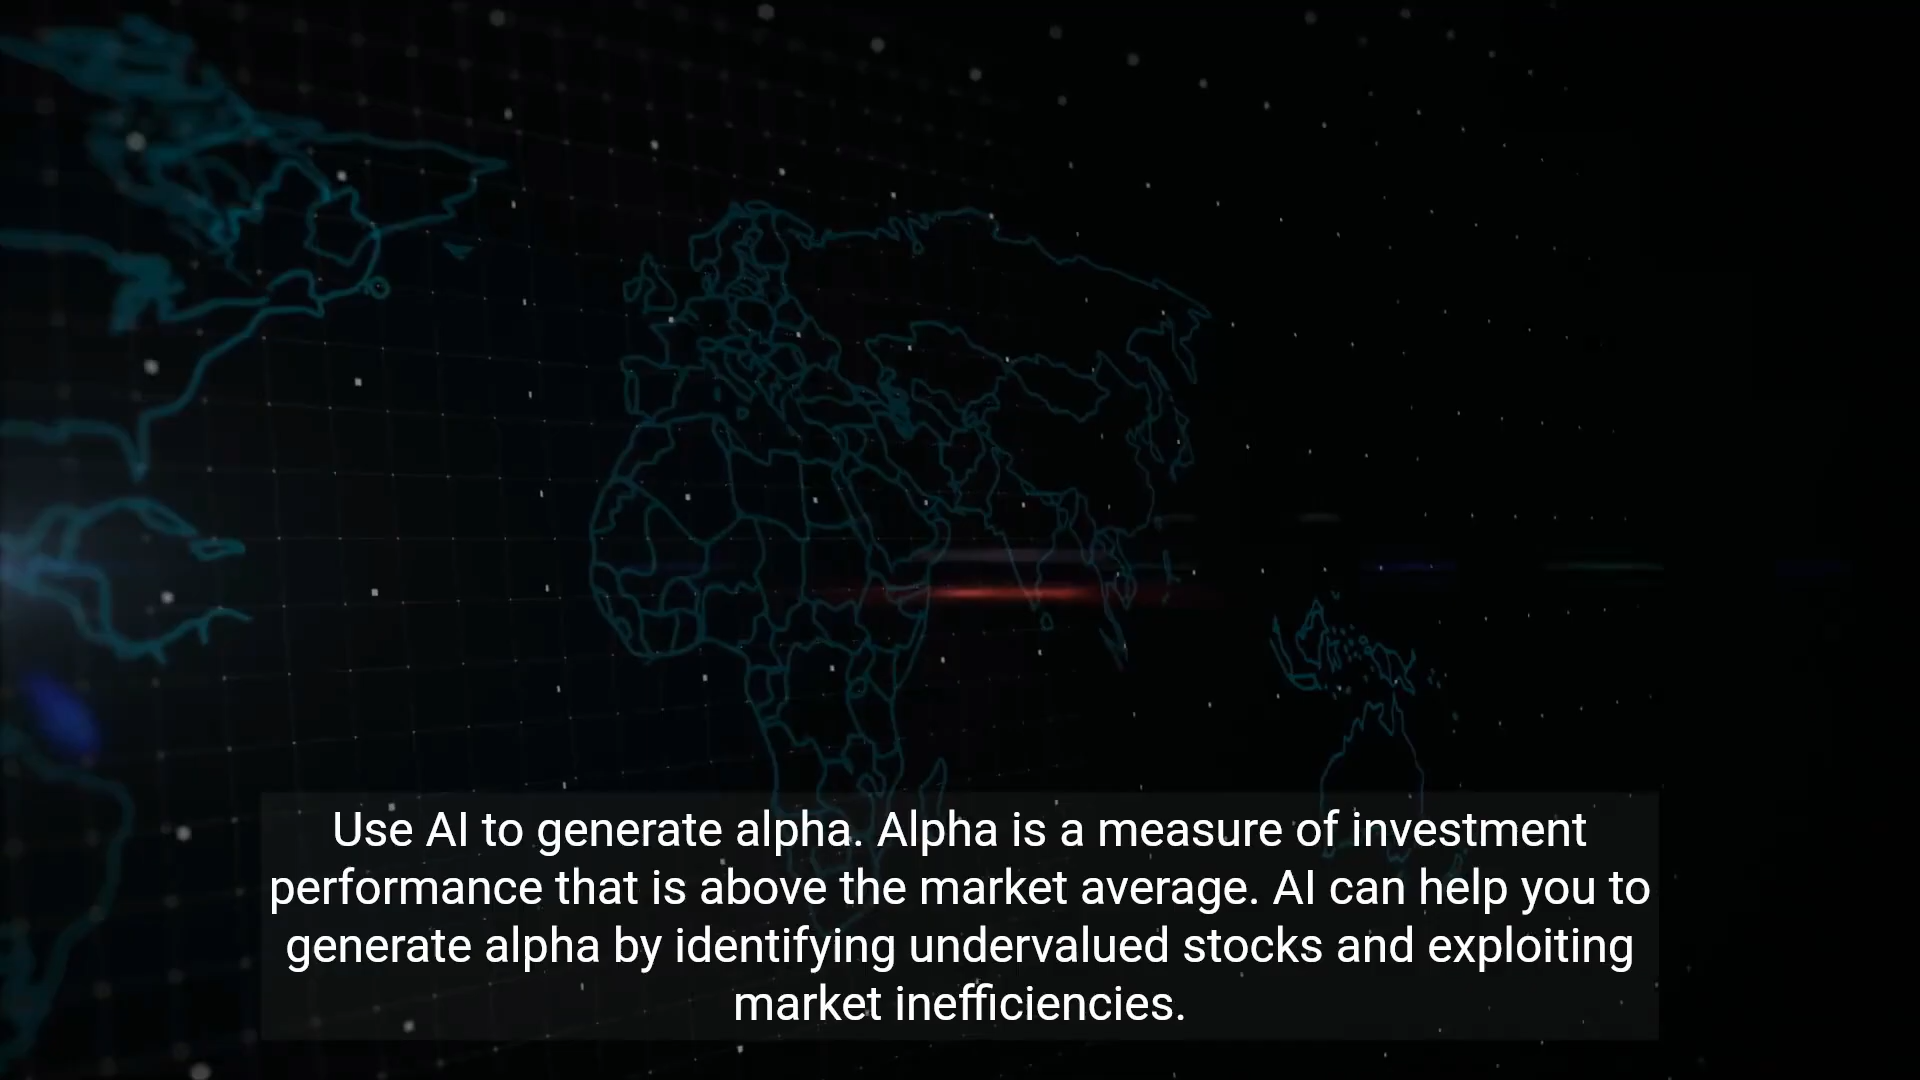 Use AI to generate alpha. Alpha is a measure of investment
performance that is above the market average. AI can help you to
generate alpha by identifying undervalued stocks and exploiting
market inefficiencies.